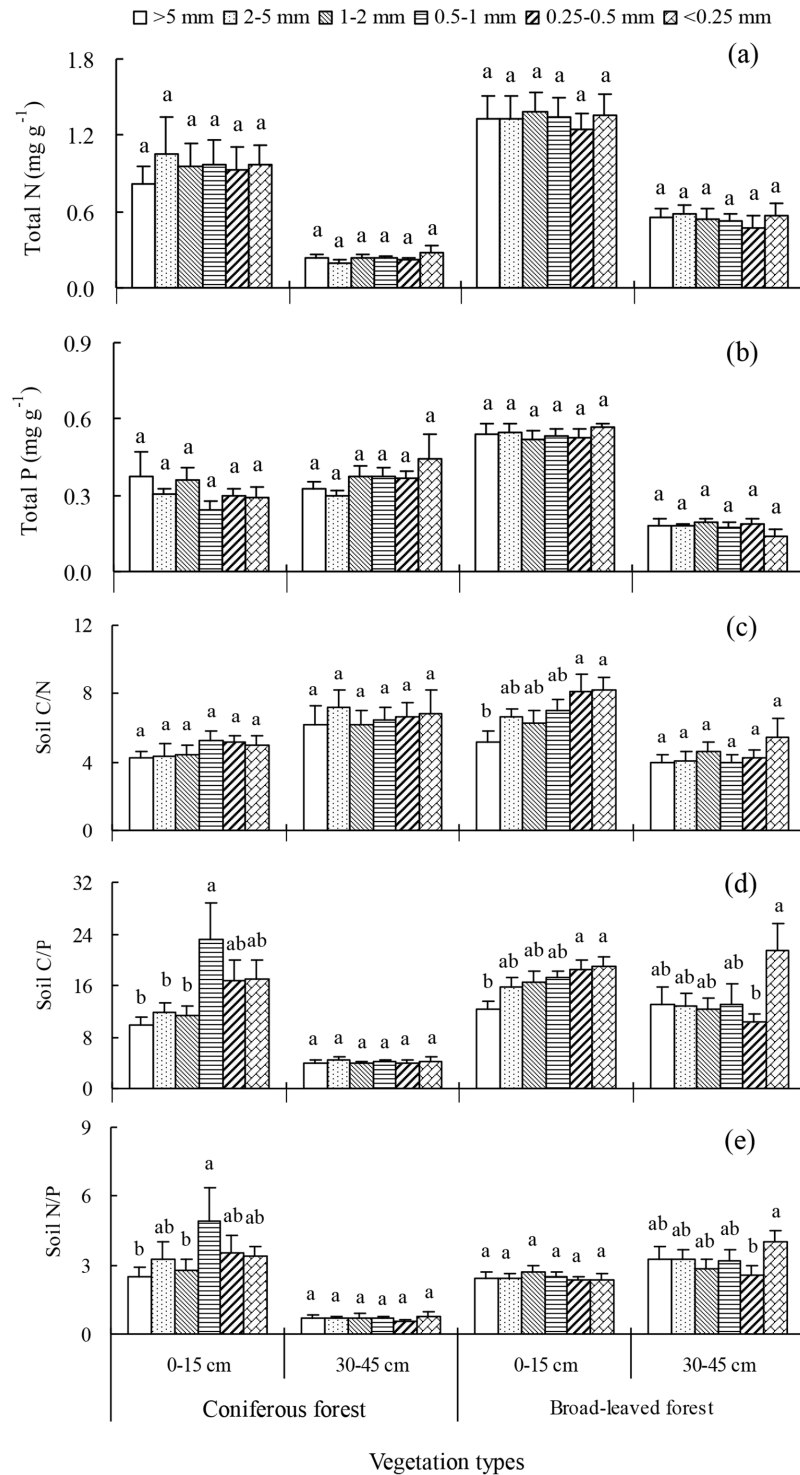 >5 mm 2-5 mm 1-2 mm 0.5-1 mm 0.25-0.5 mm <0.25 mm
(a)
Total N (mg g⁻¹)
1.8
1.2
0.6
0.0
a a a a a a a a a a a a a a a a a a a a a a a a
(b)
Total P (mg g⁻¹)
0.9
0.6
0.3
0.0
a a a a a a a a a a a a a a a a a a a a a a a a
(c)
Soil C/N
12
8
4
0
a a a a a a a a a a a a b ab ab ab a a a a a a a a
(d)
Soil C/P
32
24
16
8
0
b b b a ab ab a a a a a a b ab ab ab a a ab ab ab ab b a
(e)
Soil N/P
9
6
3
0
b ab b a ab ab a a a a a a a a a a a a ab ab ab ab b a
0-15 cm 30-45 cm 0-15 cm 30-45 cm
Coniferous forest Broad-leaved forest
Vegetation types